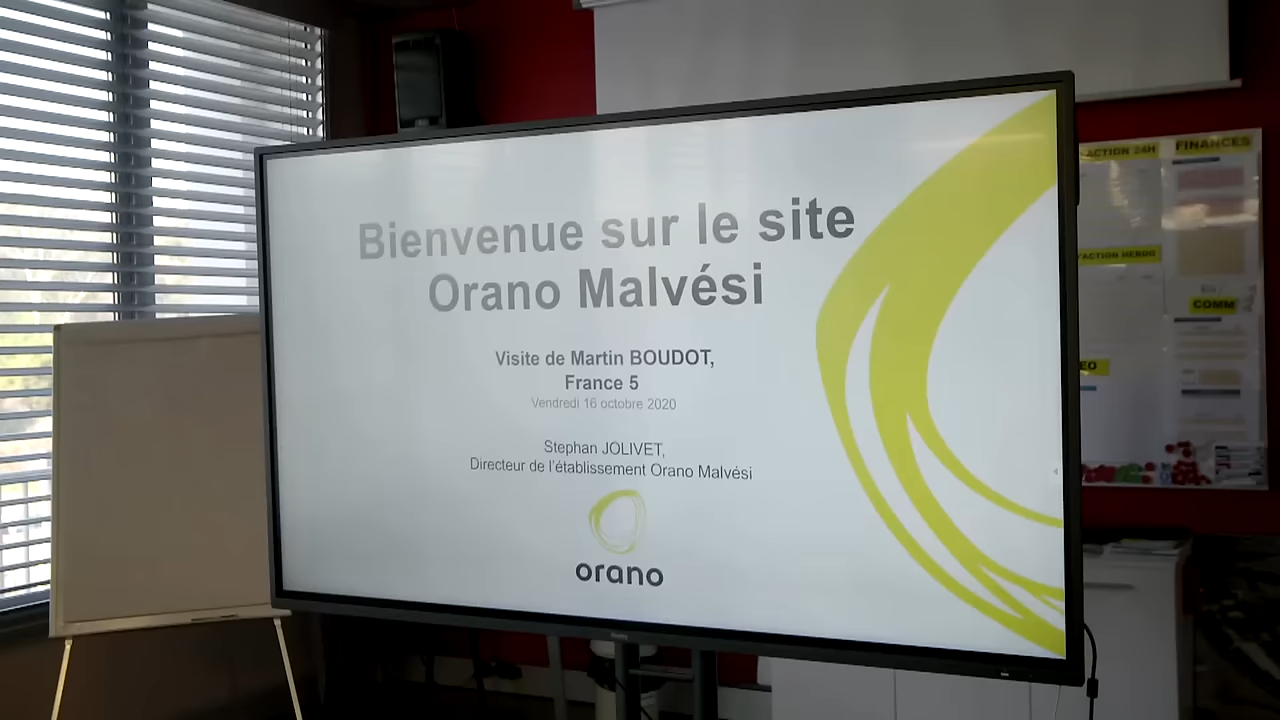 Bienvenue sur le site
Orano Malvési
Visite de Martin BOUDOT,
France 5
Vendredi 16 octobre 2020
Stephan JOLIVET,
Directeur de l'établissement Orano Malvési
orano
ACTION 24H
FINANCES
ACTION HEBDO
COMM